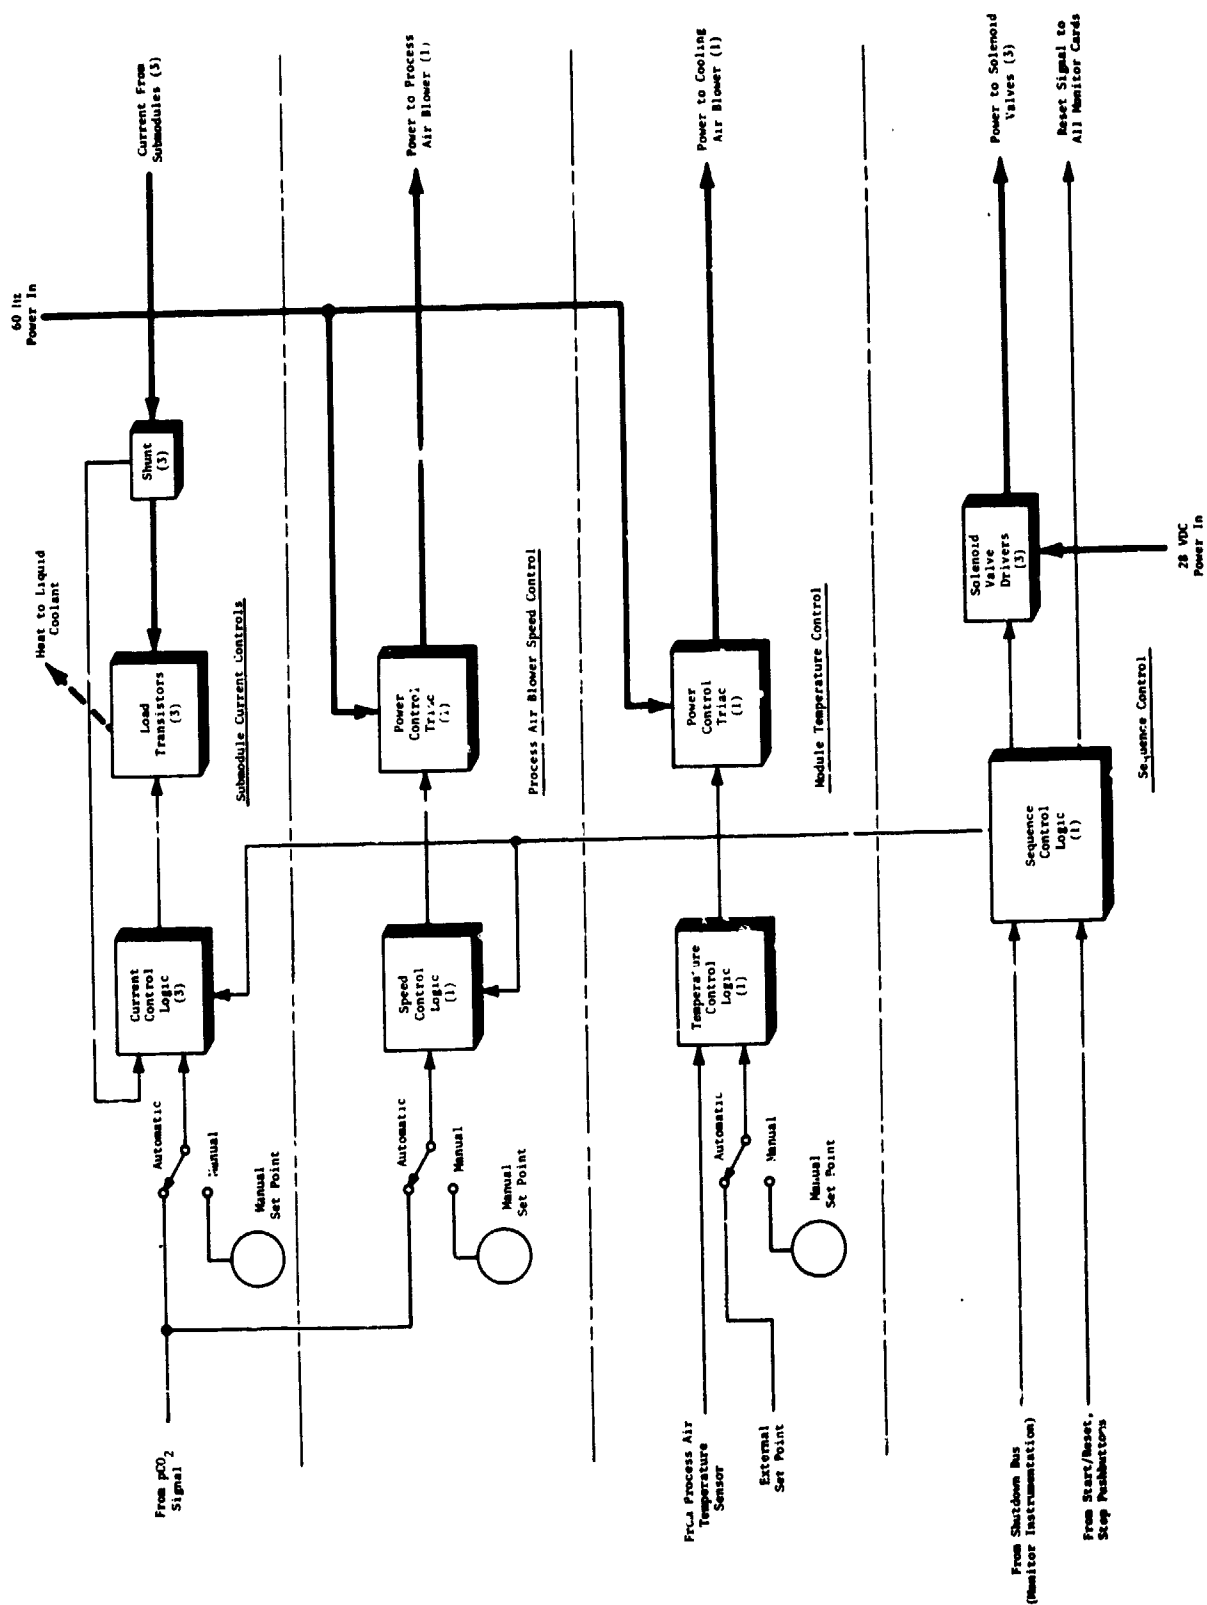 60 Hz
Power In
Current From
Submodules (3)
Shunt
(3)
Heat to Liquid
Coolant
Load
Transistors
(3)
Current
Control
Logic
(3)
Automatic
Manual
Manual
Set Point
From pCO2
Signal
Submodule Current Controls
Power to Process
Air Blower (1)
Power
Control
Triac
(1)
Speed
Control
Logic
(1)
Automatic
Manual
Manual
Set Point
Process Air Blower Speed Control
Power to Cooling
Air Blower (1)
Power
Control
Triac
(1)
Temperature
Control
Logic
(1)
Automatic
Manual
Manual
Set Point
From Process Air
Temperature
Sensor
External
Set Point
Module Temperature Control
Power to Solenoid
Valves (3)
Reset Signal to
All Monitor Cards
Solenoid
Valve
Drivers
(3)
28 VDC
Power In
Sequence
Control
Logic
(1)
Sequence Control
From Shutdown Bus
(Monitor Instrumentation)
From Start/Reset,
Stop Pushbuttons